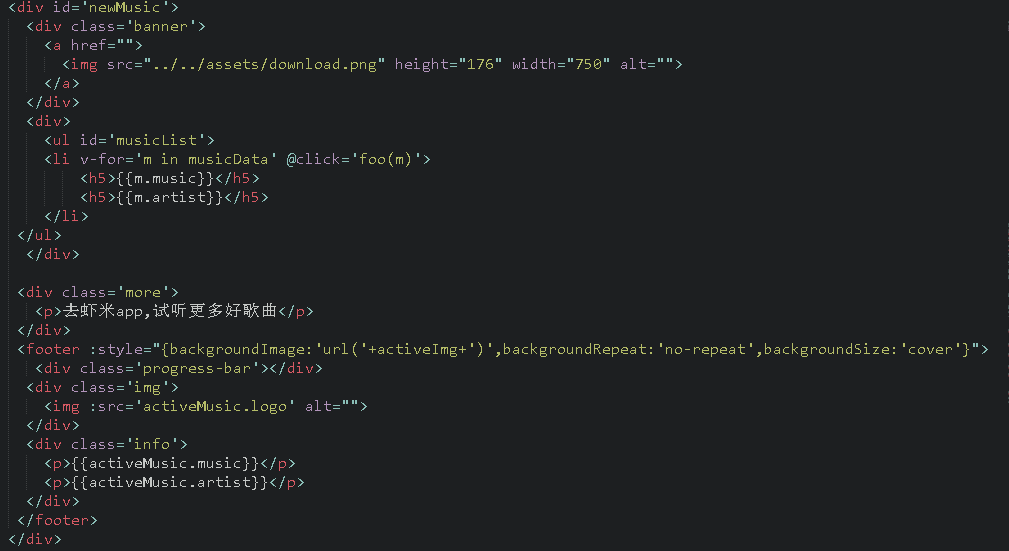 <div id='newMusic'>
<div class='banner'>
<a href="">
<img src="../../assets/download.png" height="176" width="750" alt="">
</a>
</div>
<div>
<ul id='musicList'>
<li v-for='m in musicData' @click='foo(m)'>
<h5>{{m.music}}</h5>
<h5>{{m.artist}}</h5>
</li>
</ul>
</div>
<div class='more'>
<p>去虾米app,试听更多好歌曲</p>
</div>
<footer :style="{backgroundImage:'url('+activeImg+')',backgroundRepeat:'no-repeat',backgroundSize:'cover'}">
<div class='progress-bar'></div>
<div class='img'>
<img :src='activeMusic.logo' alt="">
</div>
<div class='info'>
<p>{{activeMusic.music}}</p>
<p>{{activeMusic.artist}}</p>
</div>
</footer>
</div>